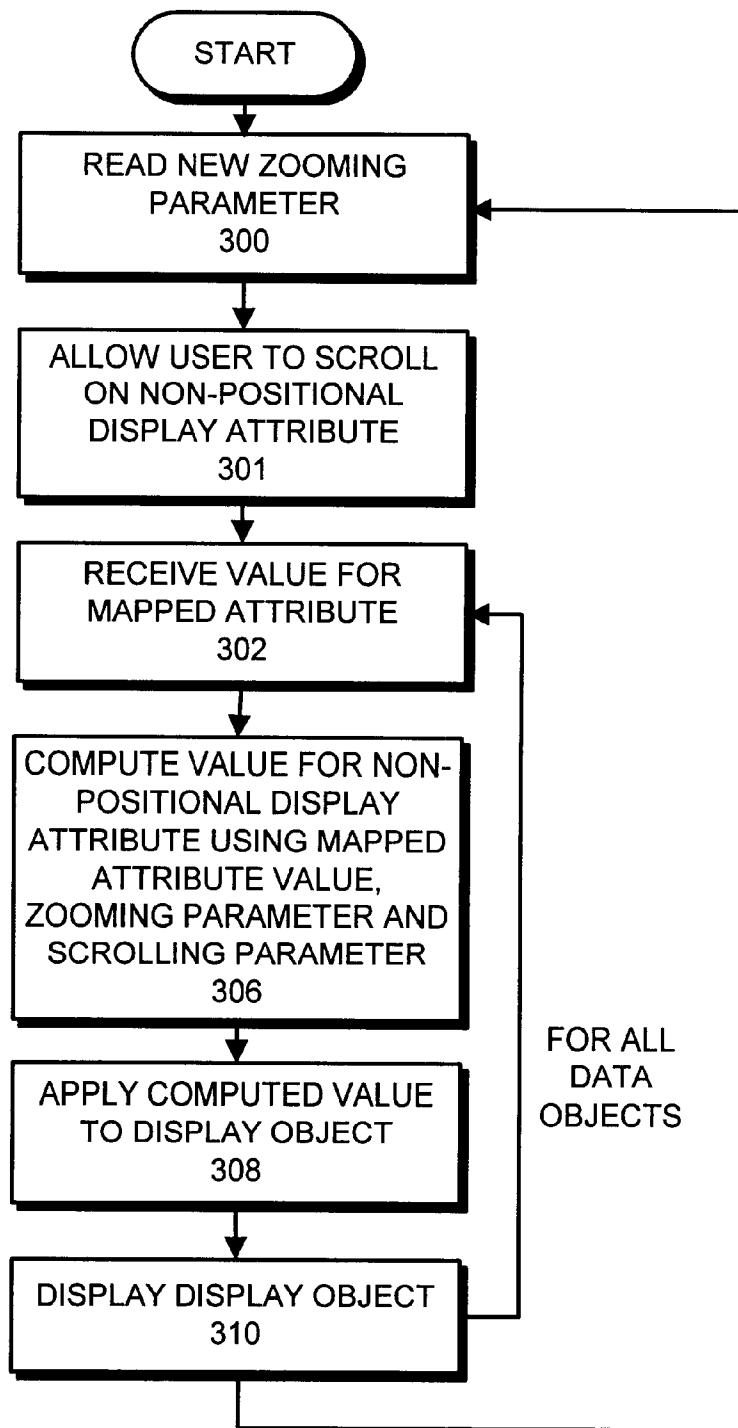 START
READ NEW ZOOMING
PARAMETER
300
ALLOW USER TO SCROLL
ON NON-POSITIONAL
DISPLAY ATTRIBUTE
301
RECEIVE VALUE FOR
MAPPED ATTRIBUTE
302
COMPUTE VALUE FOR NON-
POSITIONAL DISPLAY
ATTRIBUTE USING MAPPED
ATTRIBUTE VALUE,
ZOOMING PARAMETER AND
SCROLLING PARAMETER
306
FOR ALL
DATA
OBJECTS
APPLY COMPUTED VALUE
TO DISPLAY OBJECT
308
DISPLAY DISPLAY OBJECT
310